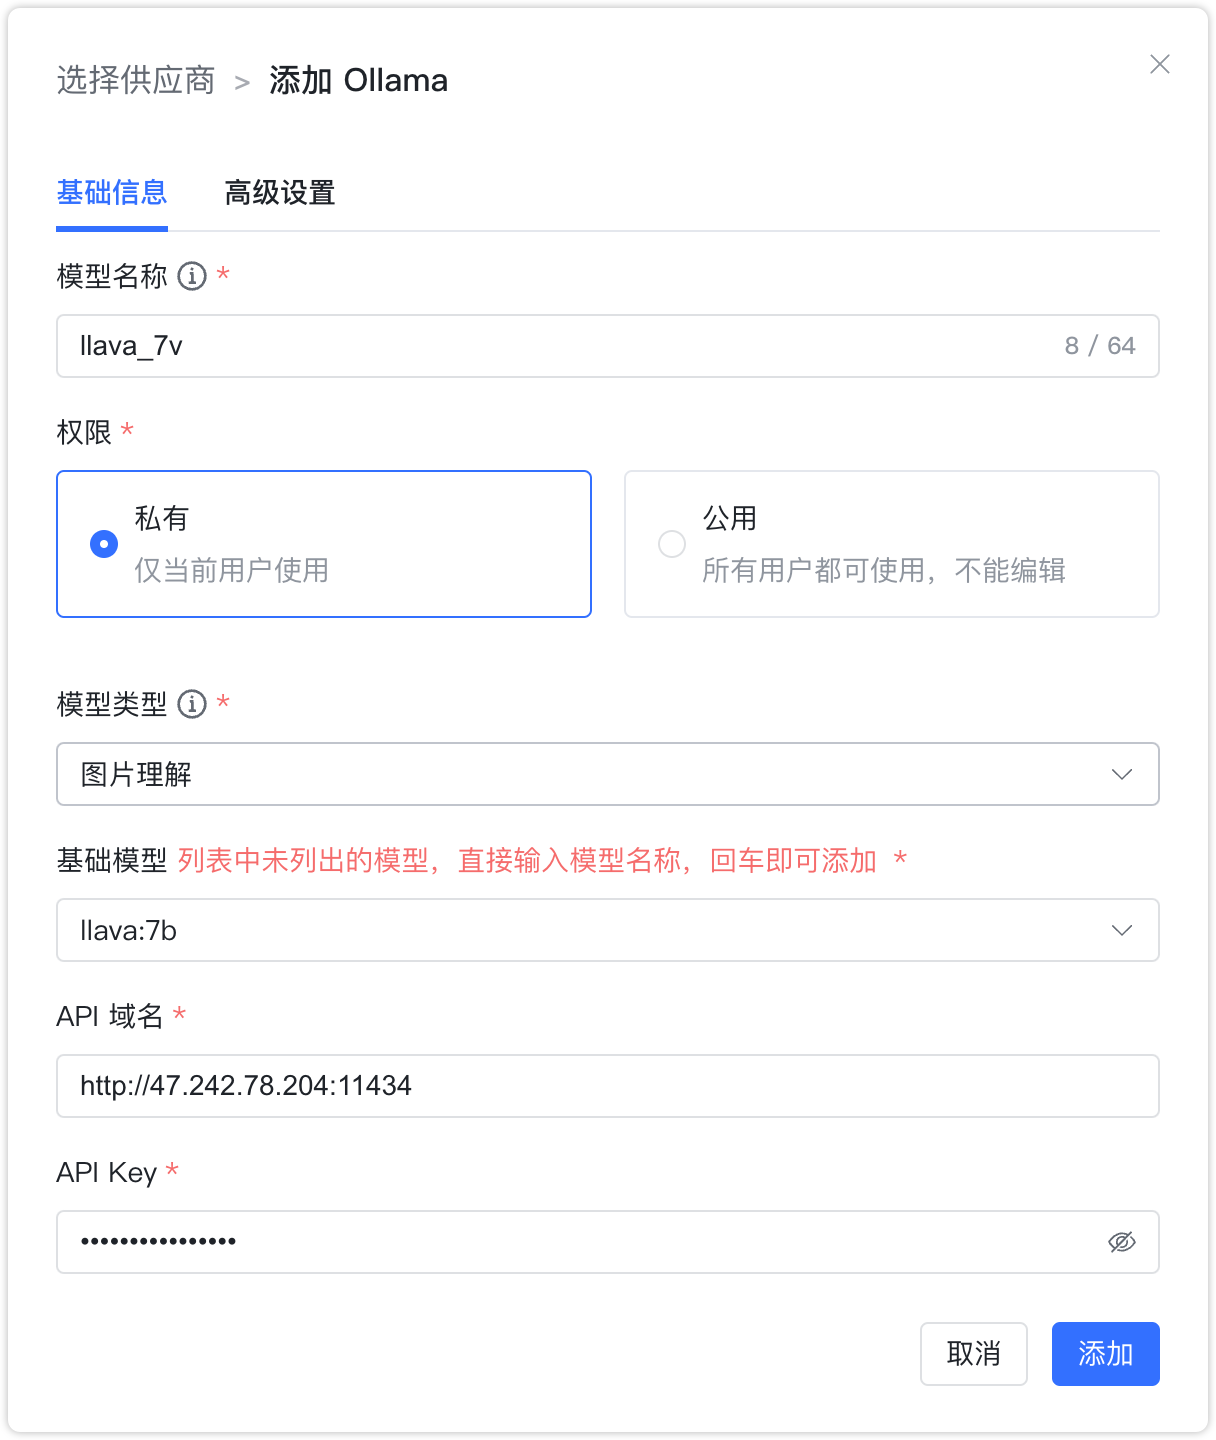 选择供应商 > 添加 Ollama
基础信息 高级设置
模型名称 *
llava_7v 8 / 64
权限 *
私有
仅当前用户使用
公用
所有用户都可使用，不能编辑
模型类型 *
图片理解
基础模型 列表中未列出的模型，直接输入模型名称，回车即可添加 *
llava:7b
API 域名 *
http://47.242.78.204:11434
API Key *
••••••••••••••••
取消 添加